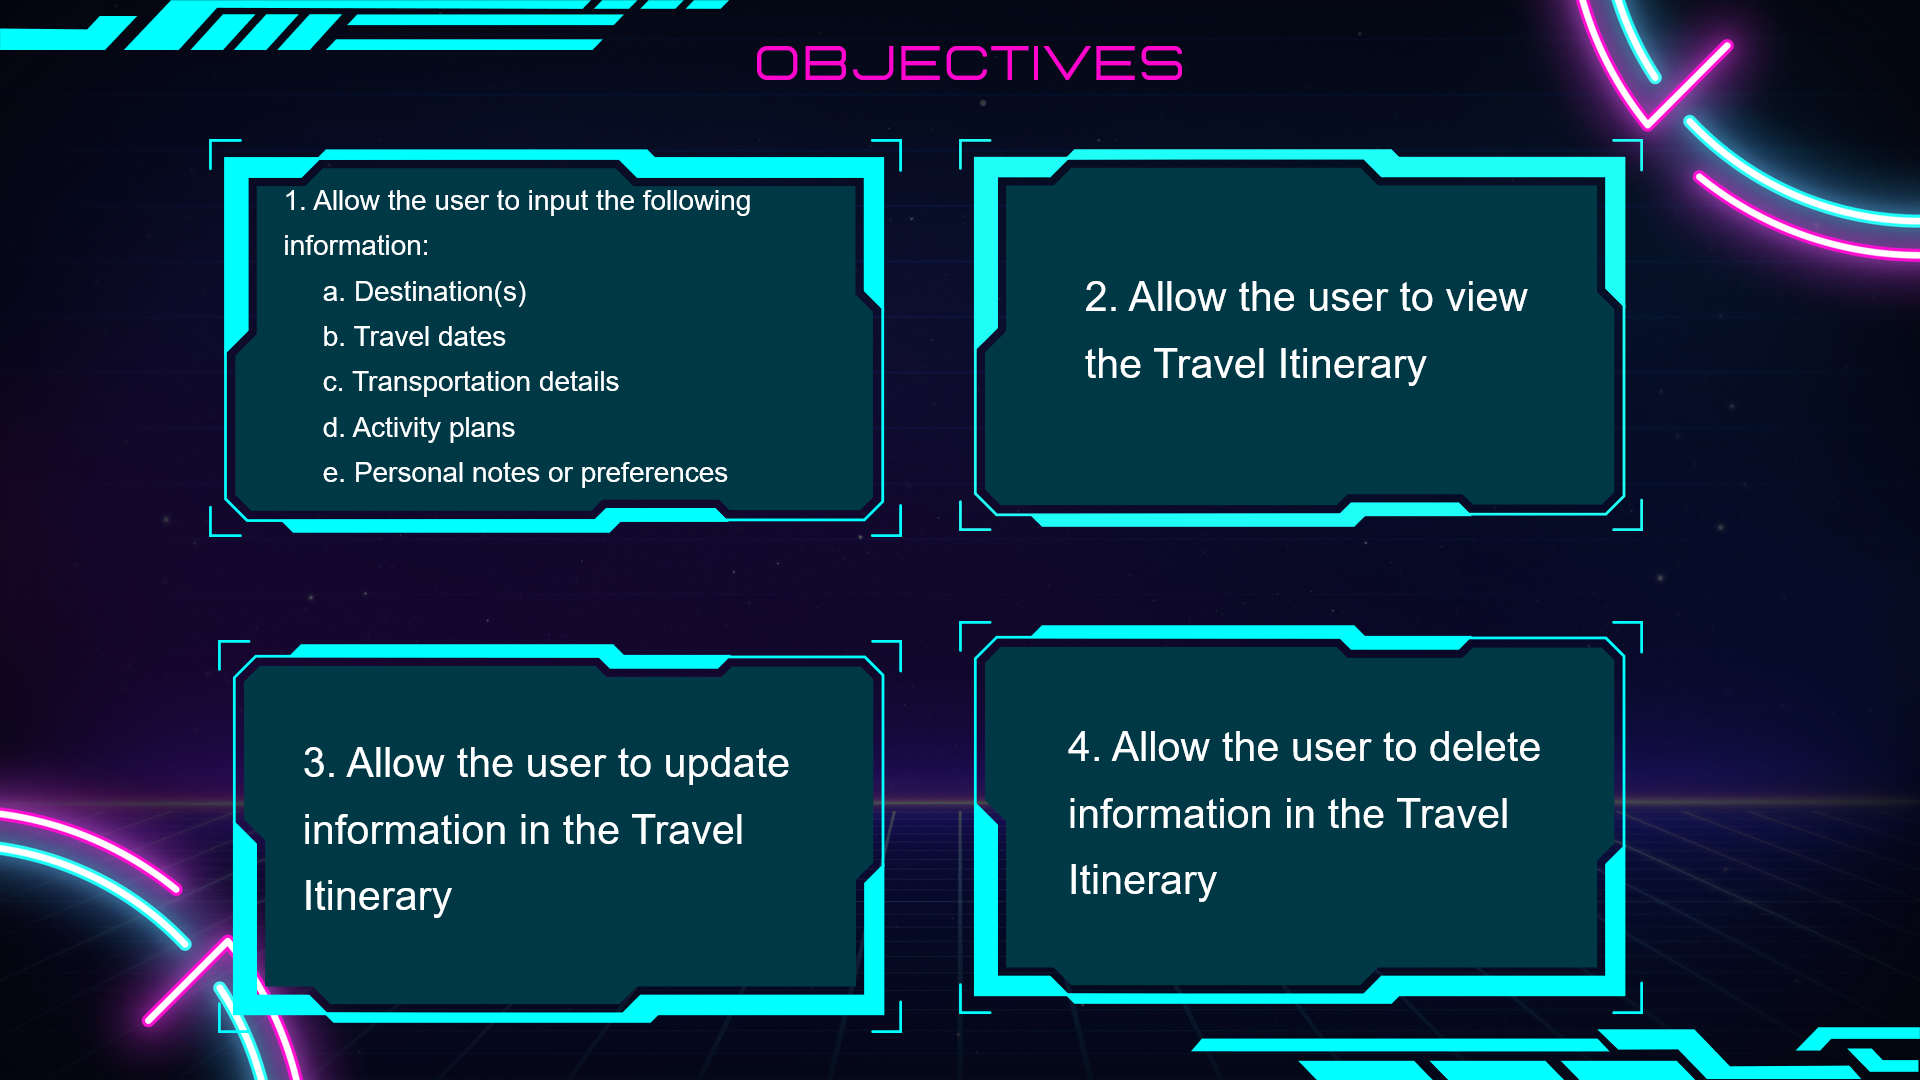 OBJECTIVES
1. Allow the user to input the following
information:
a. Destination(s)
b. Travel dates
c. Transportation details
d. Activity plans
e. Personal notes or preferences
2. Allow the user to view
the Travel Itinerary
3. Allow the user to update
information in the Travel
Itinerary
4. Allow the user to delete
information in the Travel
Itinerary